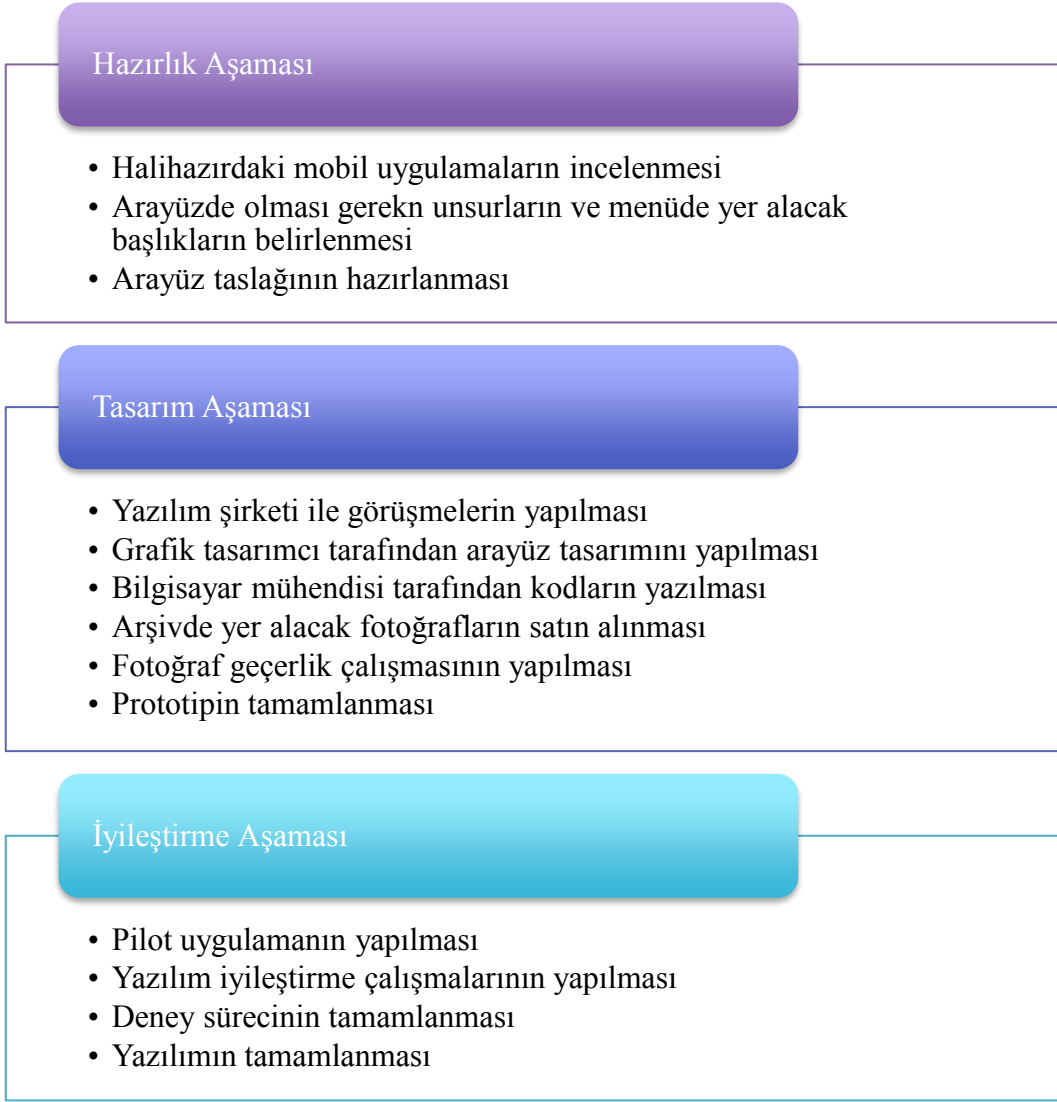 Hazırlık Aşaması
• Halihazırdaki mobil uygulamaların incelenmesi
• Arayüzde olması gerekn unsurların ve menüde yer alacak
başlıkların belirlenmesi
• Arayüz taslağının hazırlanması
Tasarım Aşaması
• Yazılım şirketi ile görüşmelerin yapılması
• Grafik tasarımcı tarafından arayüz tasarımını yapılması
• Bilgisayar mühendisi tarafından kodların yazılması
• Arşivde yer alacak fotoğrafların satın alınması
• Fotoğraf geçerlik çalışmasının yapılması
• Prototipin tamamlanması
İyileştirme Aşaması
• Pilot uygulamanın yapılması
• Yazılım iyileştirme çalışmalarının yapılması
• Deney sürecinin tamamlanması
• Yazılımın tamamlanması